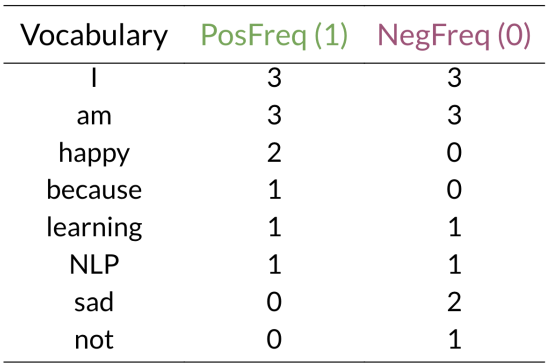 Vocabulary PosFreq (1) NegFreq (0)
I 3 3
am 3 3
happy 2 0
because 1 0
learning 1 1
NLP 1 1
sad 0 2
not 0 1